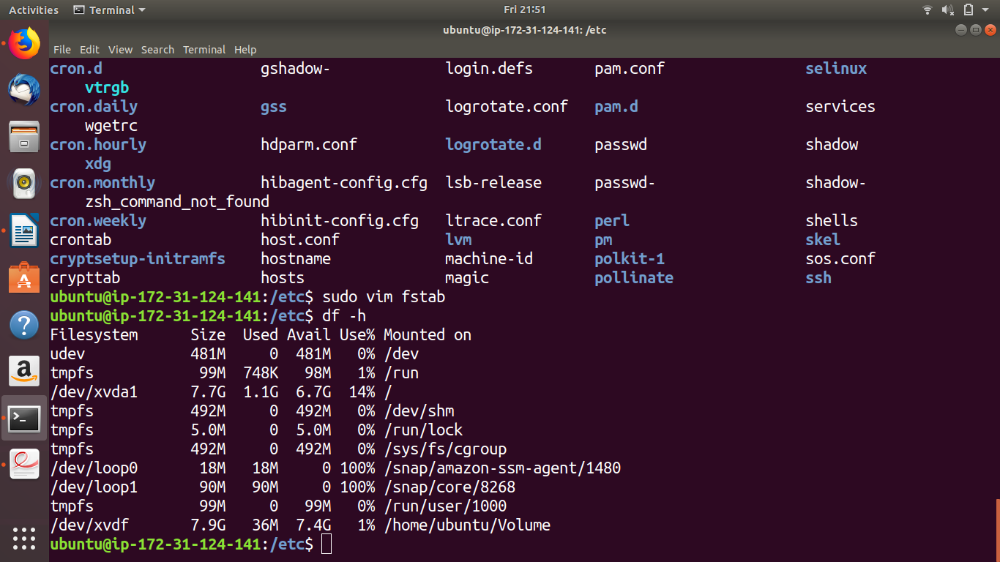 Activities Terminal Fri 21:51
ubuntu@ip-172-31-124-141: /etc
File Edit View Search Terminal Help
cron.d gshadow- login.defs pam.conf selinux
vtrgb
cron.daily gss logrotate.conf pam.d services
wgetrc
cron.hourly hdparm.conf logrotate.d passwd shadow
xdg
cron.monthly hibagent-config.cfg lsb-release passwd- shadow-
zsh_command_not_found
cron.weekly hibinit-config.cfg ltrace.conf perl shells
crontab host.conf lvm pm skel
cryptsetup-initramfs hostname machine-id polkit-1 sos.conf
crypttab hosts magic pollinate ssh
ubuntu@ip-172-31-124-141:/etc$ sudo vim fstab
ubuntu@ip-172-31-124-141:/etc$ df -h
Filesystem Size Used Avail Use% Mounted on
udev 481M 0 481M 0% /dev
tmpfs 99M 748K 98M 1% /run
/dev/xvda1 7.7G 1.1G 6.7G 14% /
tmpfs 492M 0 492M 0% /dev/shm
tmpfs 5.0M 0 5.0M 0% /run/lock
tmpfs 492M 0 492M 0% /sys/fs/cgroup
/dev/loop0 18M 18M 0 100% /snap/amazon-ssm-agent/1480
/dev/loop1 90M 90M 0 100% /snap/core/8268
tmpfs 99M 0 99M 0% /run/user/1000
/dev/xvdf 7.9G 36M 7.4G 1% /home/ubuntu/Volume
ubuntu@ip-172-31-124-141:/etc$